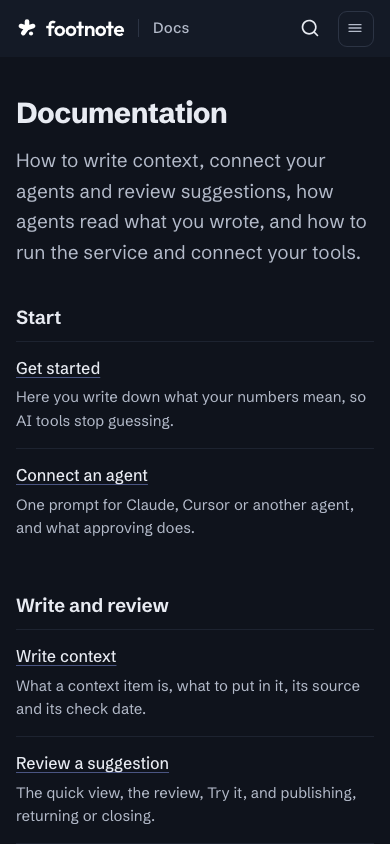 footnote Docs
Documentation
How to write context, connect your
agents and review suggestions, how
agents read what you wrote, and how to
run the service and connect your tools.
Start
Get started
Here you write down what your numbers mean, so
AI tools stop guessing.
Connect an agent
One prompt for Claude, Cursor or another agent,
and what approving does.
Write and review
Write context
What a context item is, what to put in it, its source
and its check date.
Review a suggestion
The quick view, the review, Try it, and publishing,
returning or closing.